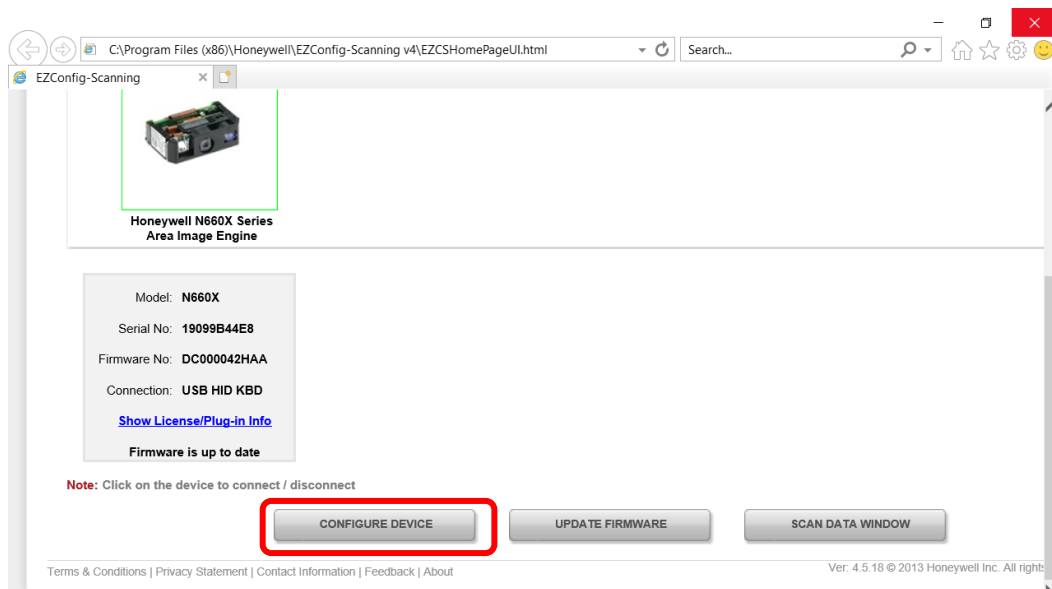 C:\Program Files (x86)\Honeywell\EZConfig-Scanning v4\EZCSHomePageUI.html
Search...
EZConfig-Scanning
Honeywell N660X Series
Area Image Engine
Model: N660X
Serial No: 19099B44E8
Firmware No: DC000042HAA
Connection: USB HID KBD
Show License/Plug-in Info
Firmware is up to date
Note: Click on the device to connect / disconnect
CONFIGURE DEVICE
UPDATE FIRMWARE
SCAN DATA WINDOW
Terms & Conditions | Privacy Statement | Contact Information | Feedback | About
Ver: 4.5.18 © 2013 Honeywell Inc. All rights